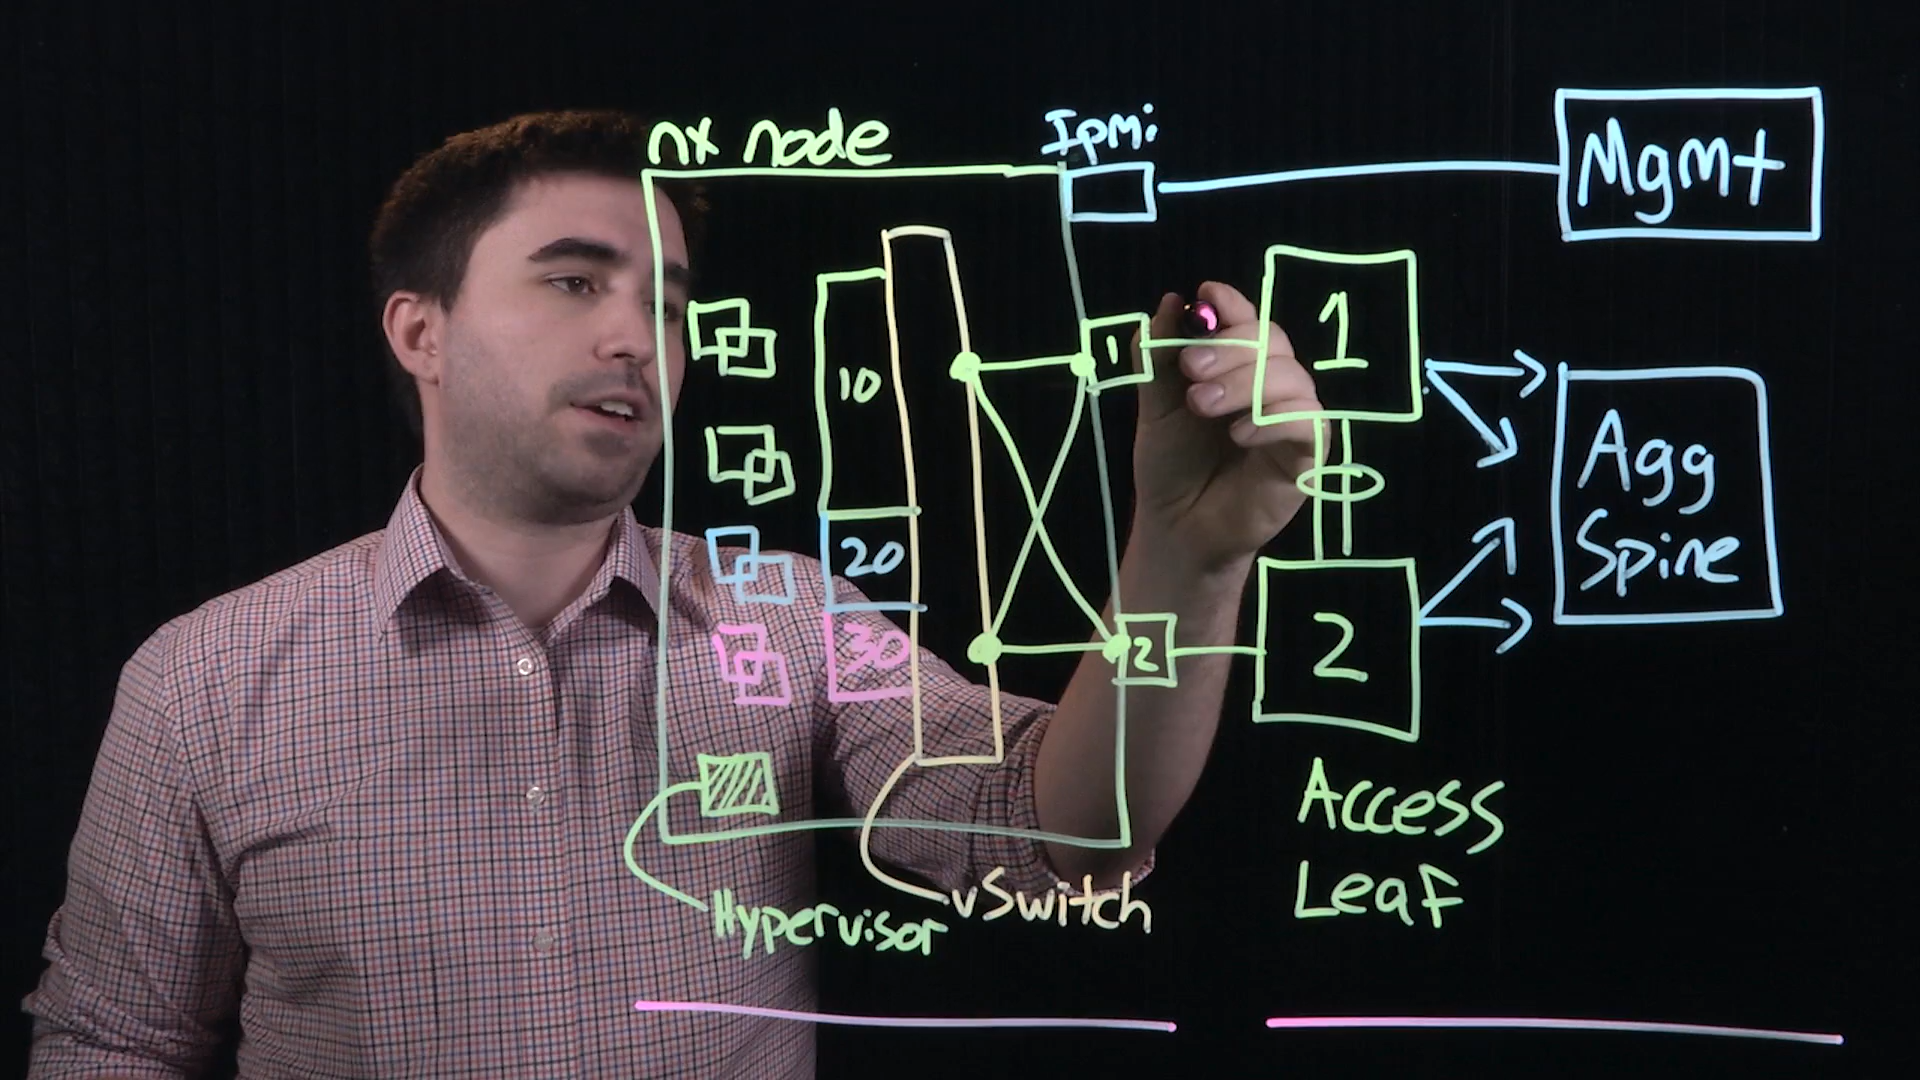 nx node
Ipmi
Mgmt
10
20
30
1
2
1
2
Agg
Spine
Access
Leaf
Hypervisor
vSwitch